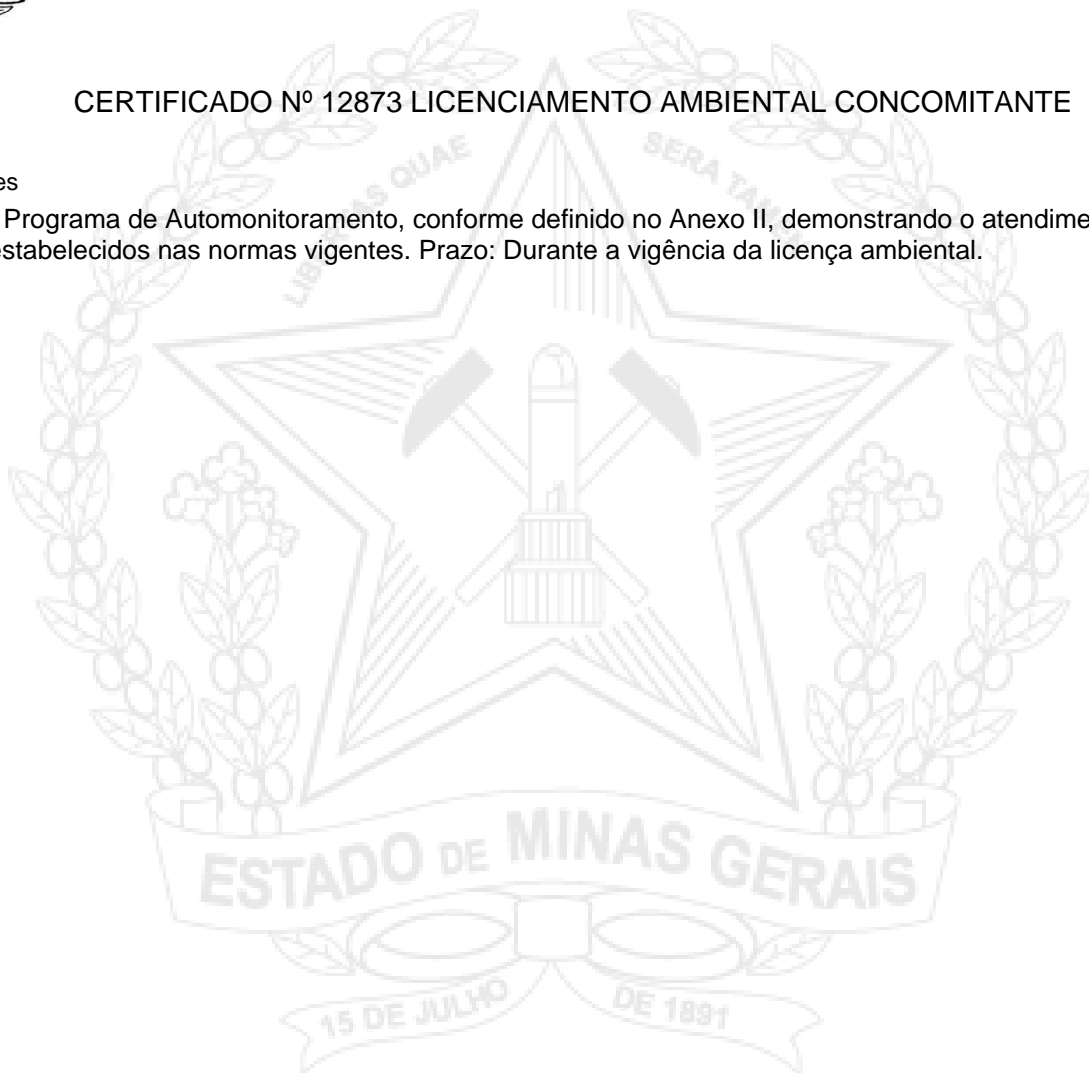 CERTIFICADO Nº 12873 LICENCIAMENTO AMBIENTAL CONCOMITANTE
es
Programa de Automonitoramento, conforme definido no Anexo II, demonstrando o atendime
estabelecidos nas normas vigentes. Prazo: Durante a vigência da licença ambiental.
LIBERTAS QUAE SERA TAMEN
ESTADO DE MINAS GERAIS
15 DE JULHO DE 1891